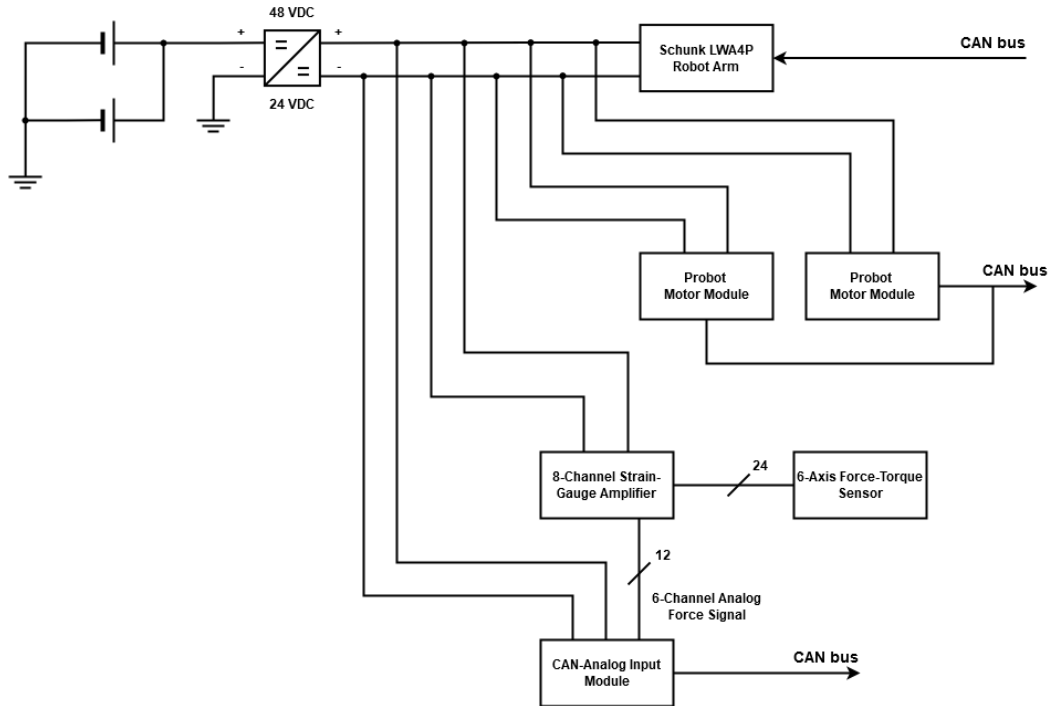 48 VDC
+
+
-
-
24 VDC
Schunk LWA4P
Robot Arm
CAN bus
Probot
Motor Module
Probot
Motor Module
CAN bus
8-Channel Strain-
Gauge Amplifier
24
6-Axis Force-Torque
Sensor
12
6-Channel Analog
Force Signal
CAN-Analog Input
Module
CAN bus